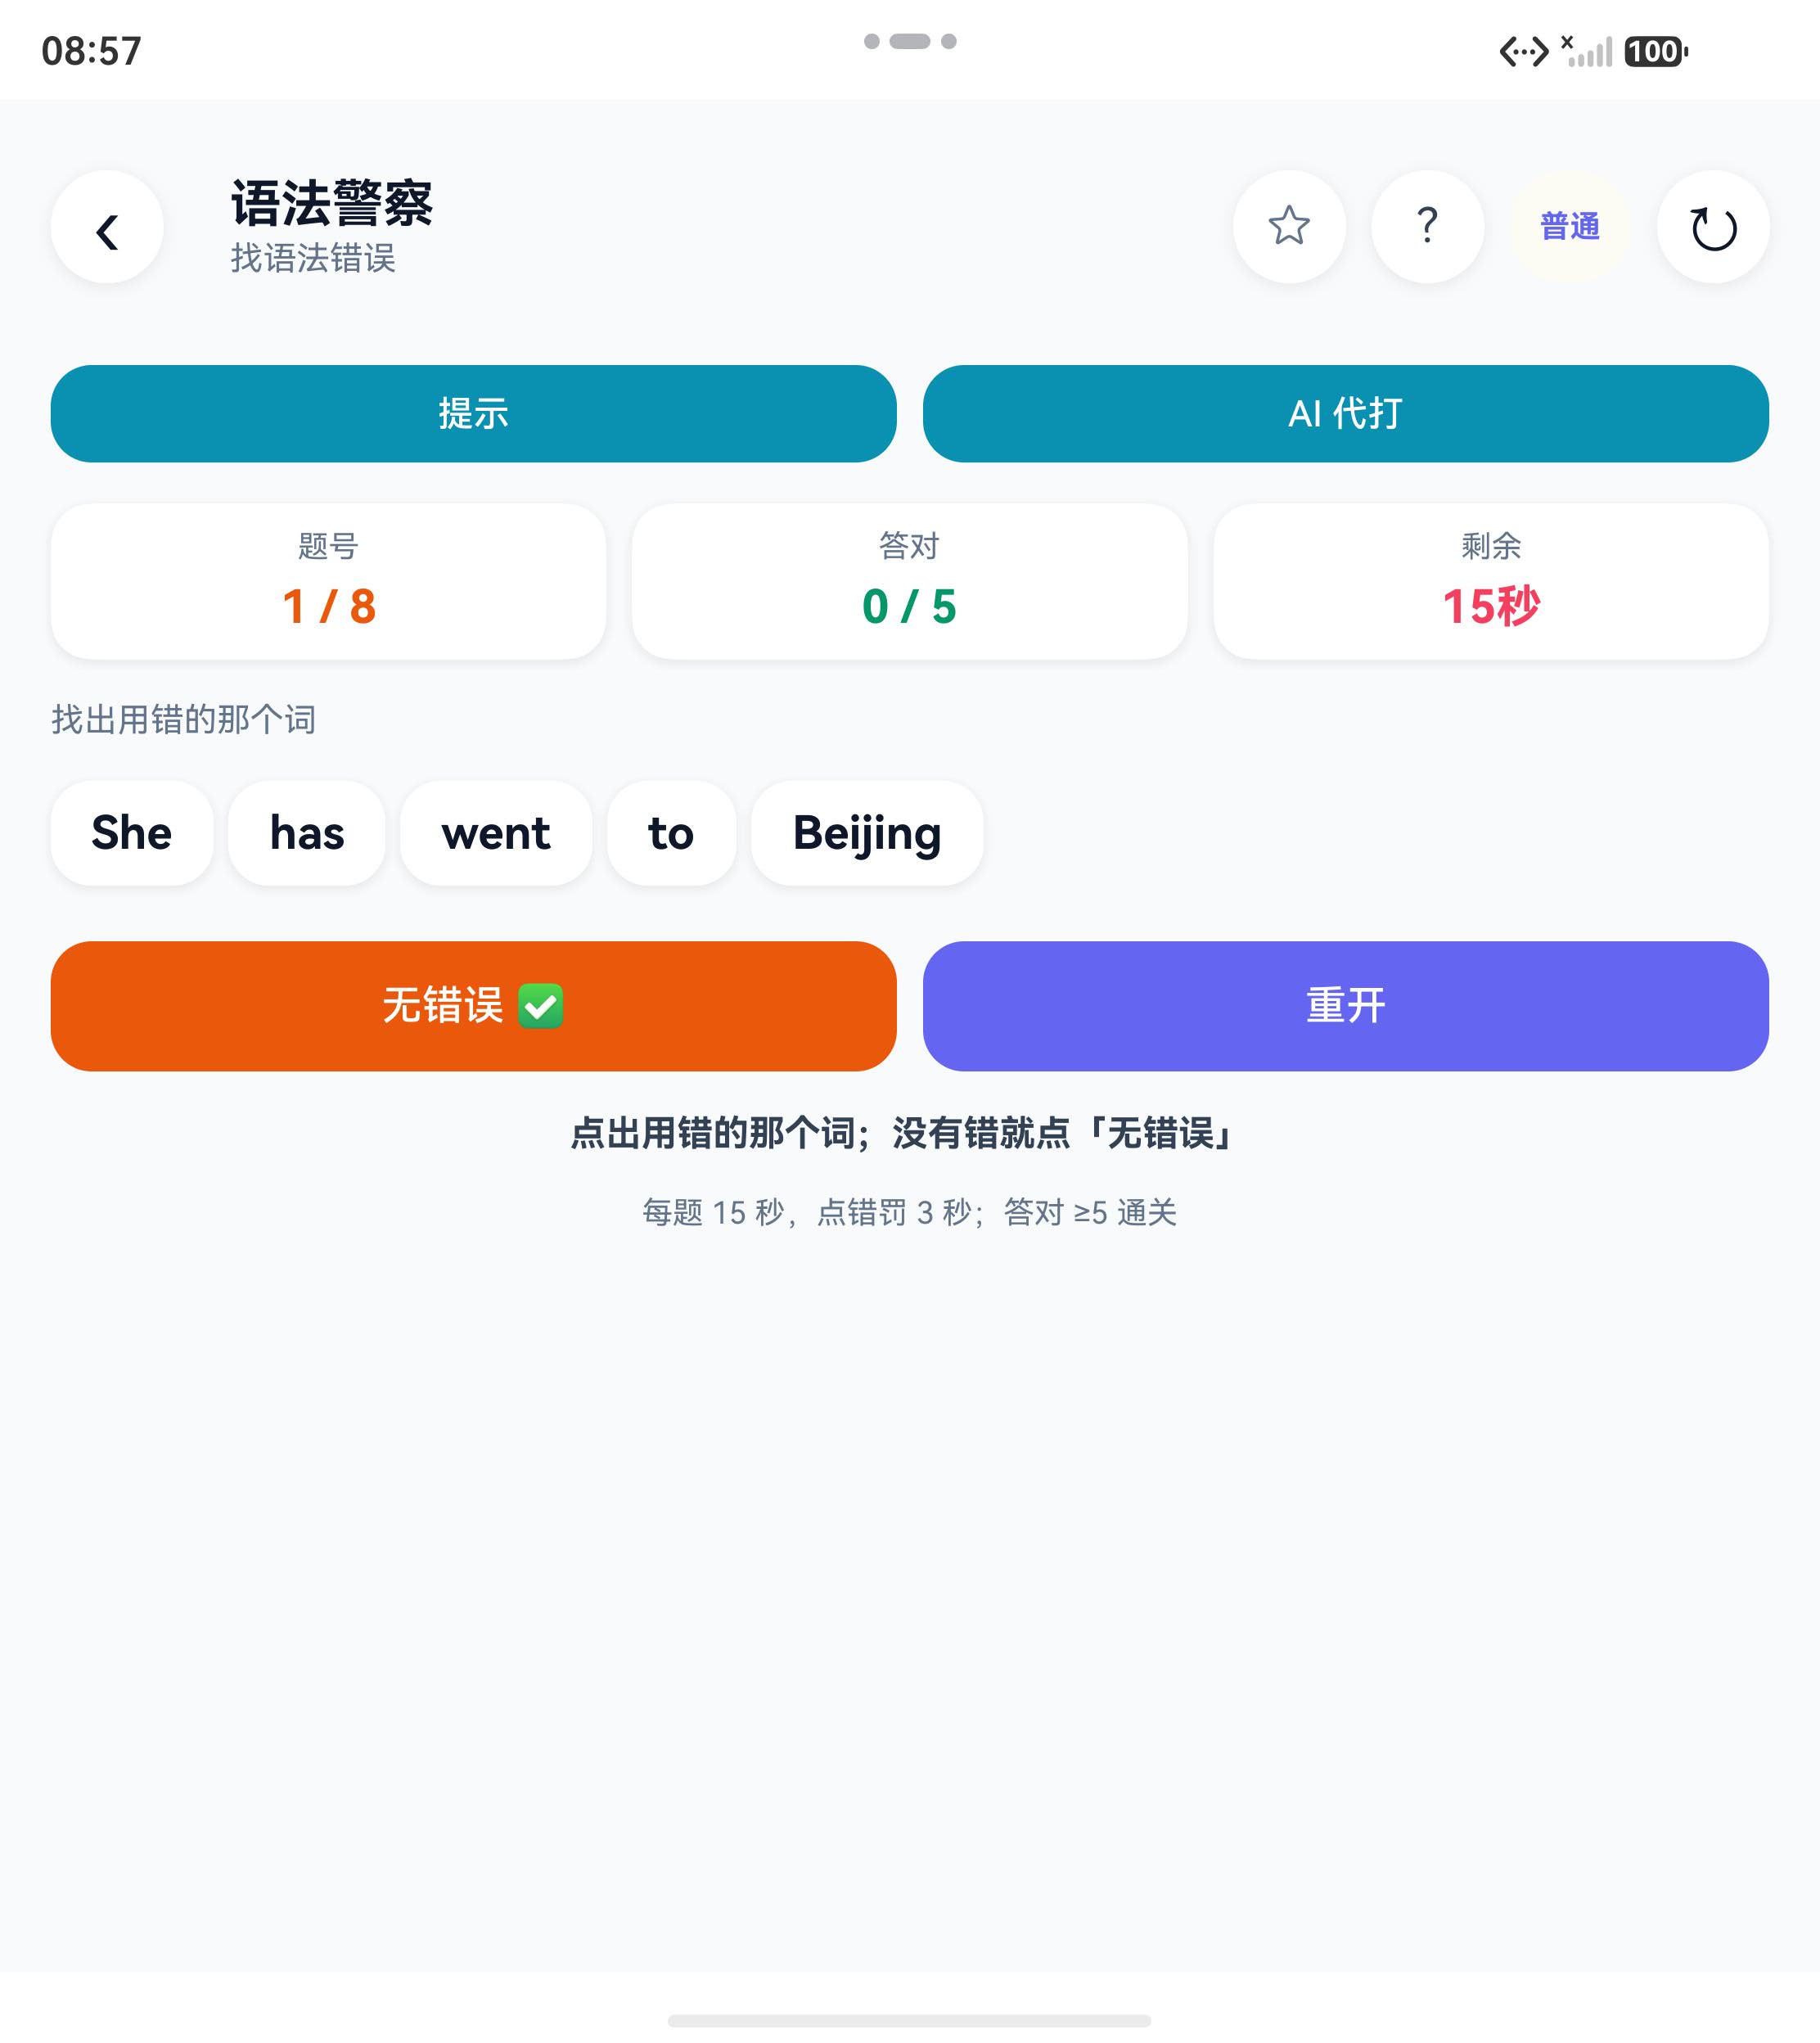 08:57
100
语法警察
找语法错误
?
普通
提示
AI 代打
题号
答对
剩余
1 / 8
0 / 5
15秒
找出用错的那个词
She has went to Beijing
无错误 ✅
重开
点出用错的那个词；没有错就点「无错误」
每题 15 秒，点错罚 3 秒；答对 ≥5 通关